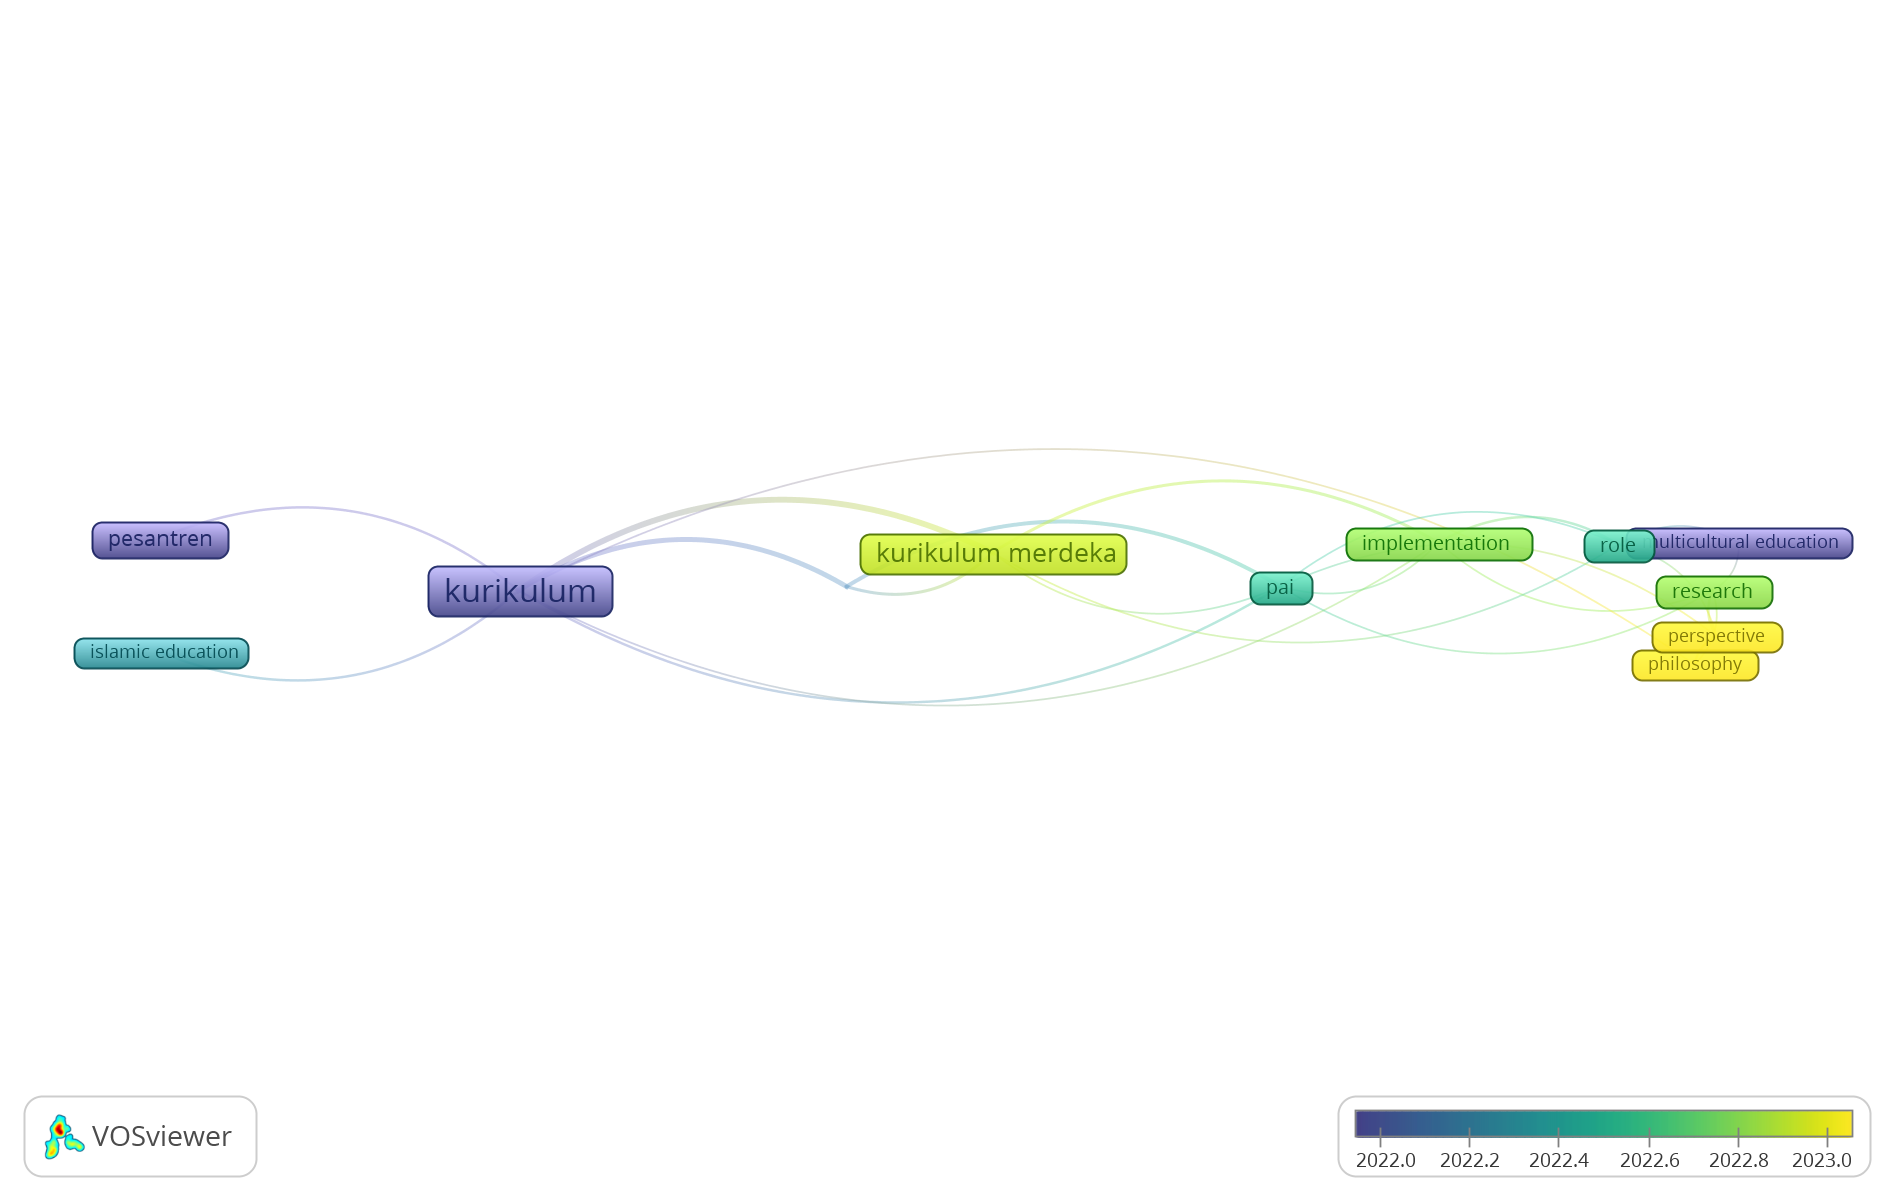 pesantren
islamic education
kurikulum
kurikulum merdeka
pai
implementation
role
multicultural education
research
perspective
philosophy
VOSviewer
2022.0 2022.2 2022.4 2022.6 2022.8 2023.0